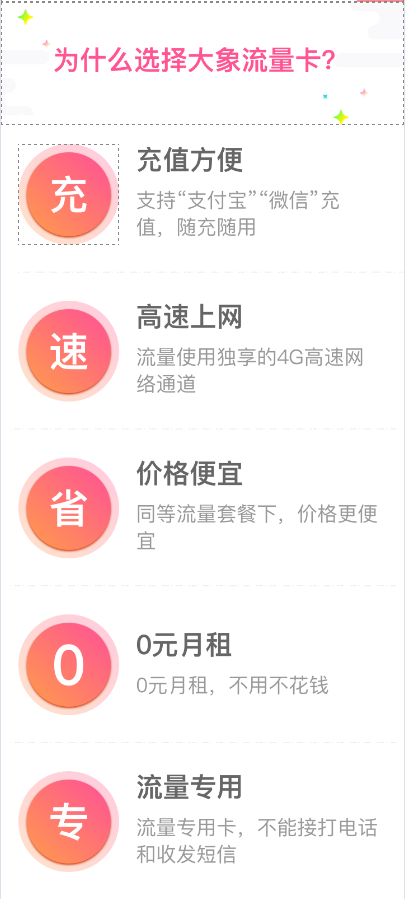 为什么选择大象流量卡?
充
充值方便
支持“支付宝”“微信”充
值，随充随用
速
高速上网
流量使用独享的4G高速网
络通道
省
价格便宜
同等流量套餐下，价格更便
宜
0
0元月租
0元月租，不用不花钱
专
流量专用
流量专用卡，不能接打电话
和收发短信